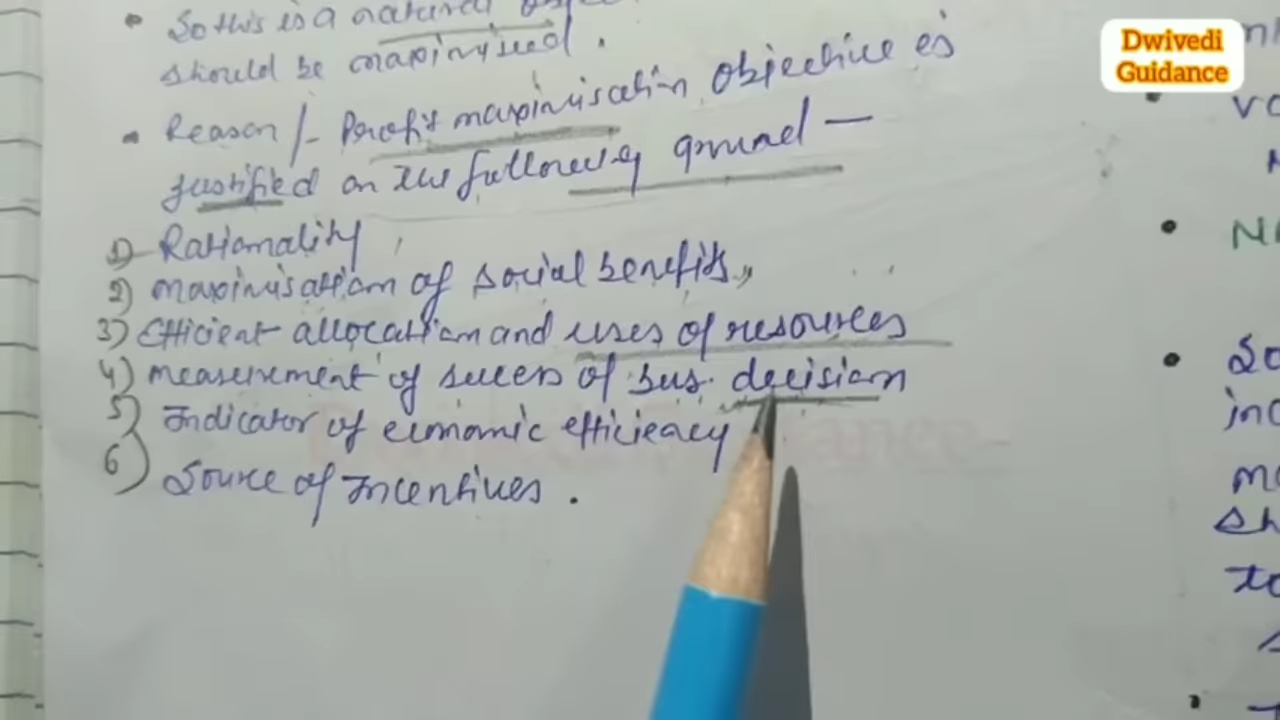 So this is a natural
should be maximised.
Reason/- Profit maximisation objective is
justified on the following ground —
1) Rationality
2) Maximisation of social benefits,
3) Efficient allocation and uses of resources
4) Measurement of succes of bus. decision
5) Indicator of economic efficiency
6) Source of Incentives.
Dwivedi
Guidance